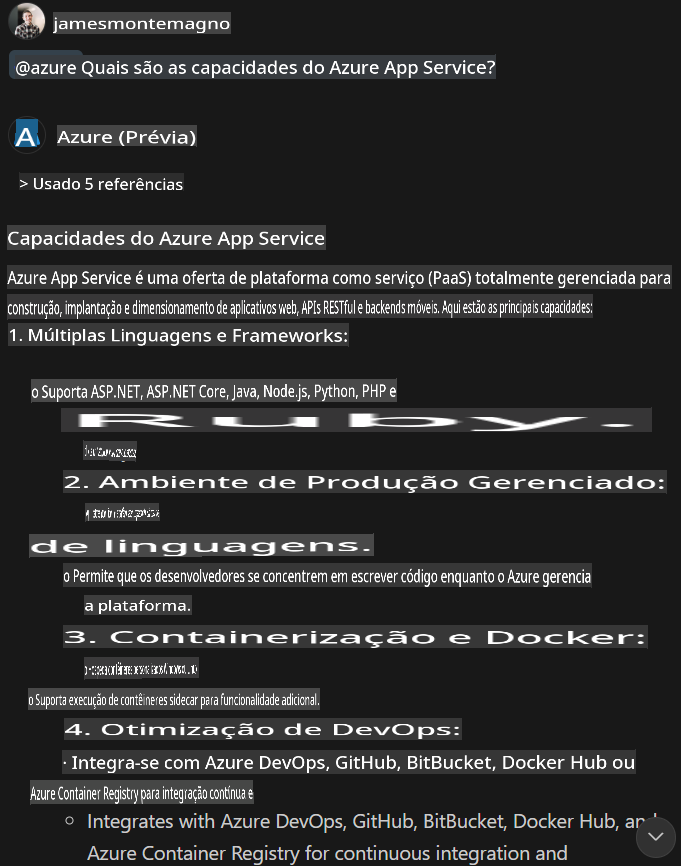 jamesmontemagno
@azure Quais são as capacidades do Azure App Service?
A
Azure (Prévia)
> Usado 5 referências
Capacidades do Azure App Service
Azure App Service é uma oferta de plataforma como serviço (PaaS) totalmente gerenciada para
construção, implantação e dimensionamento de aplicativos web, APIs RESTful e backends móveis. Aqui estão as principais capacidades:
1. Múltiplas Linguagens e Frameworks:
o Suporta ASP.NET, ASP.NET Core, Java, Node.js, Python, PHP e
Ruby.
2. Ambiente de Produção Gerenciado:
de linguagens.
o Permite que os desenvolvedores se concentrem em escrever código enquanto o Azure gerencia
a plataforma.
3. Containerização e Docker:
o Suporta execução de contêineres sidecar para funcionalidade adicional.
4. Otimização de DevOps:
· Integra-se com Azure DevOps, GitHub, BitBucket, Docker Hub ou
Azure Container Registry para integração contínua e
○ Integrates with Azure DevOps, GitHub, BitBucket, Docker Hub, and
Azure Container Registry for continuous integration and